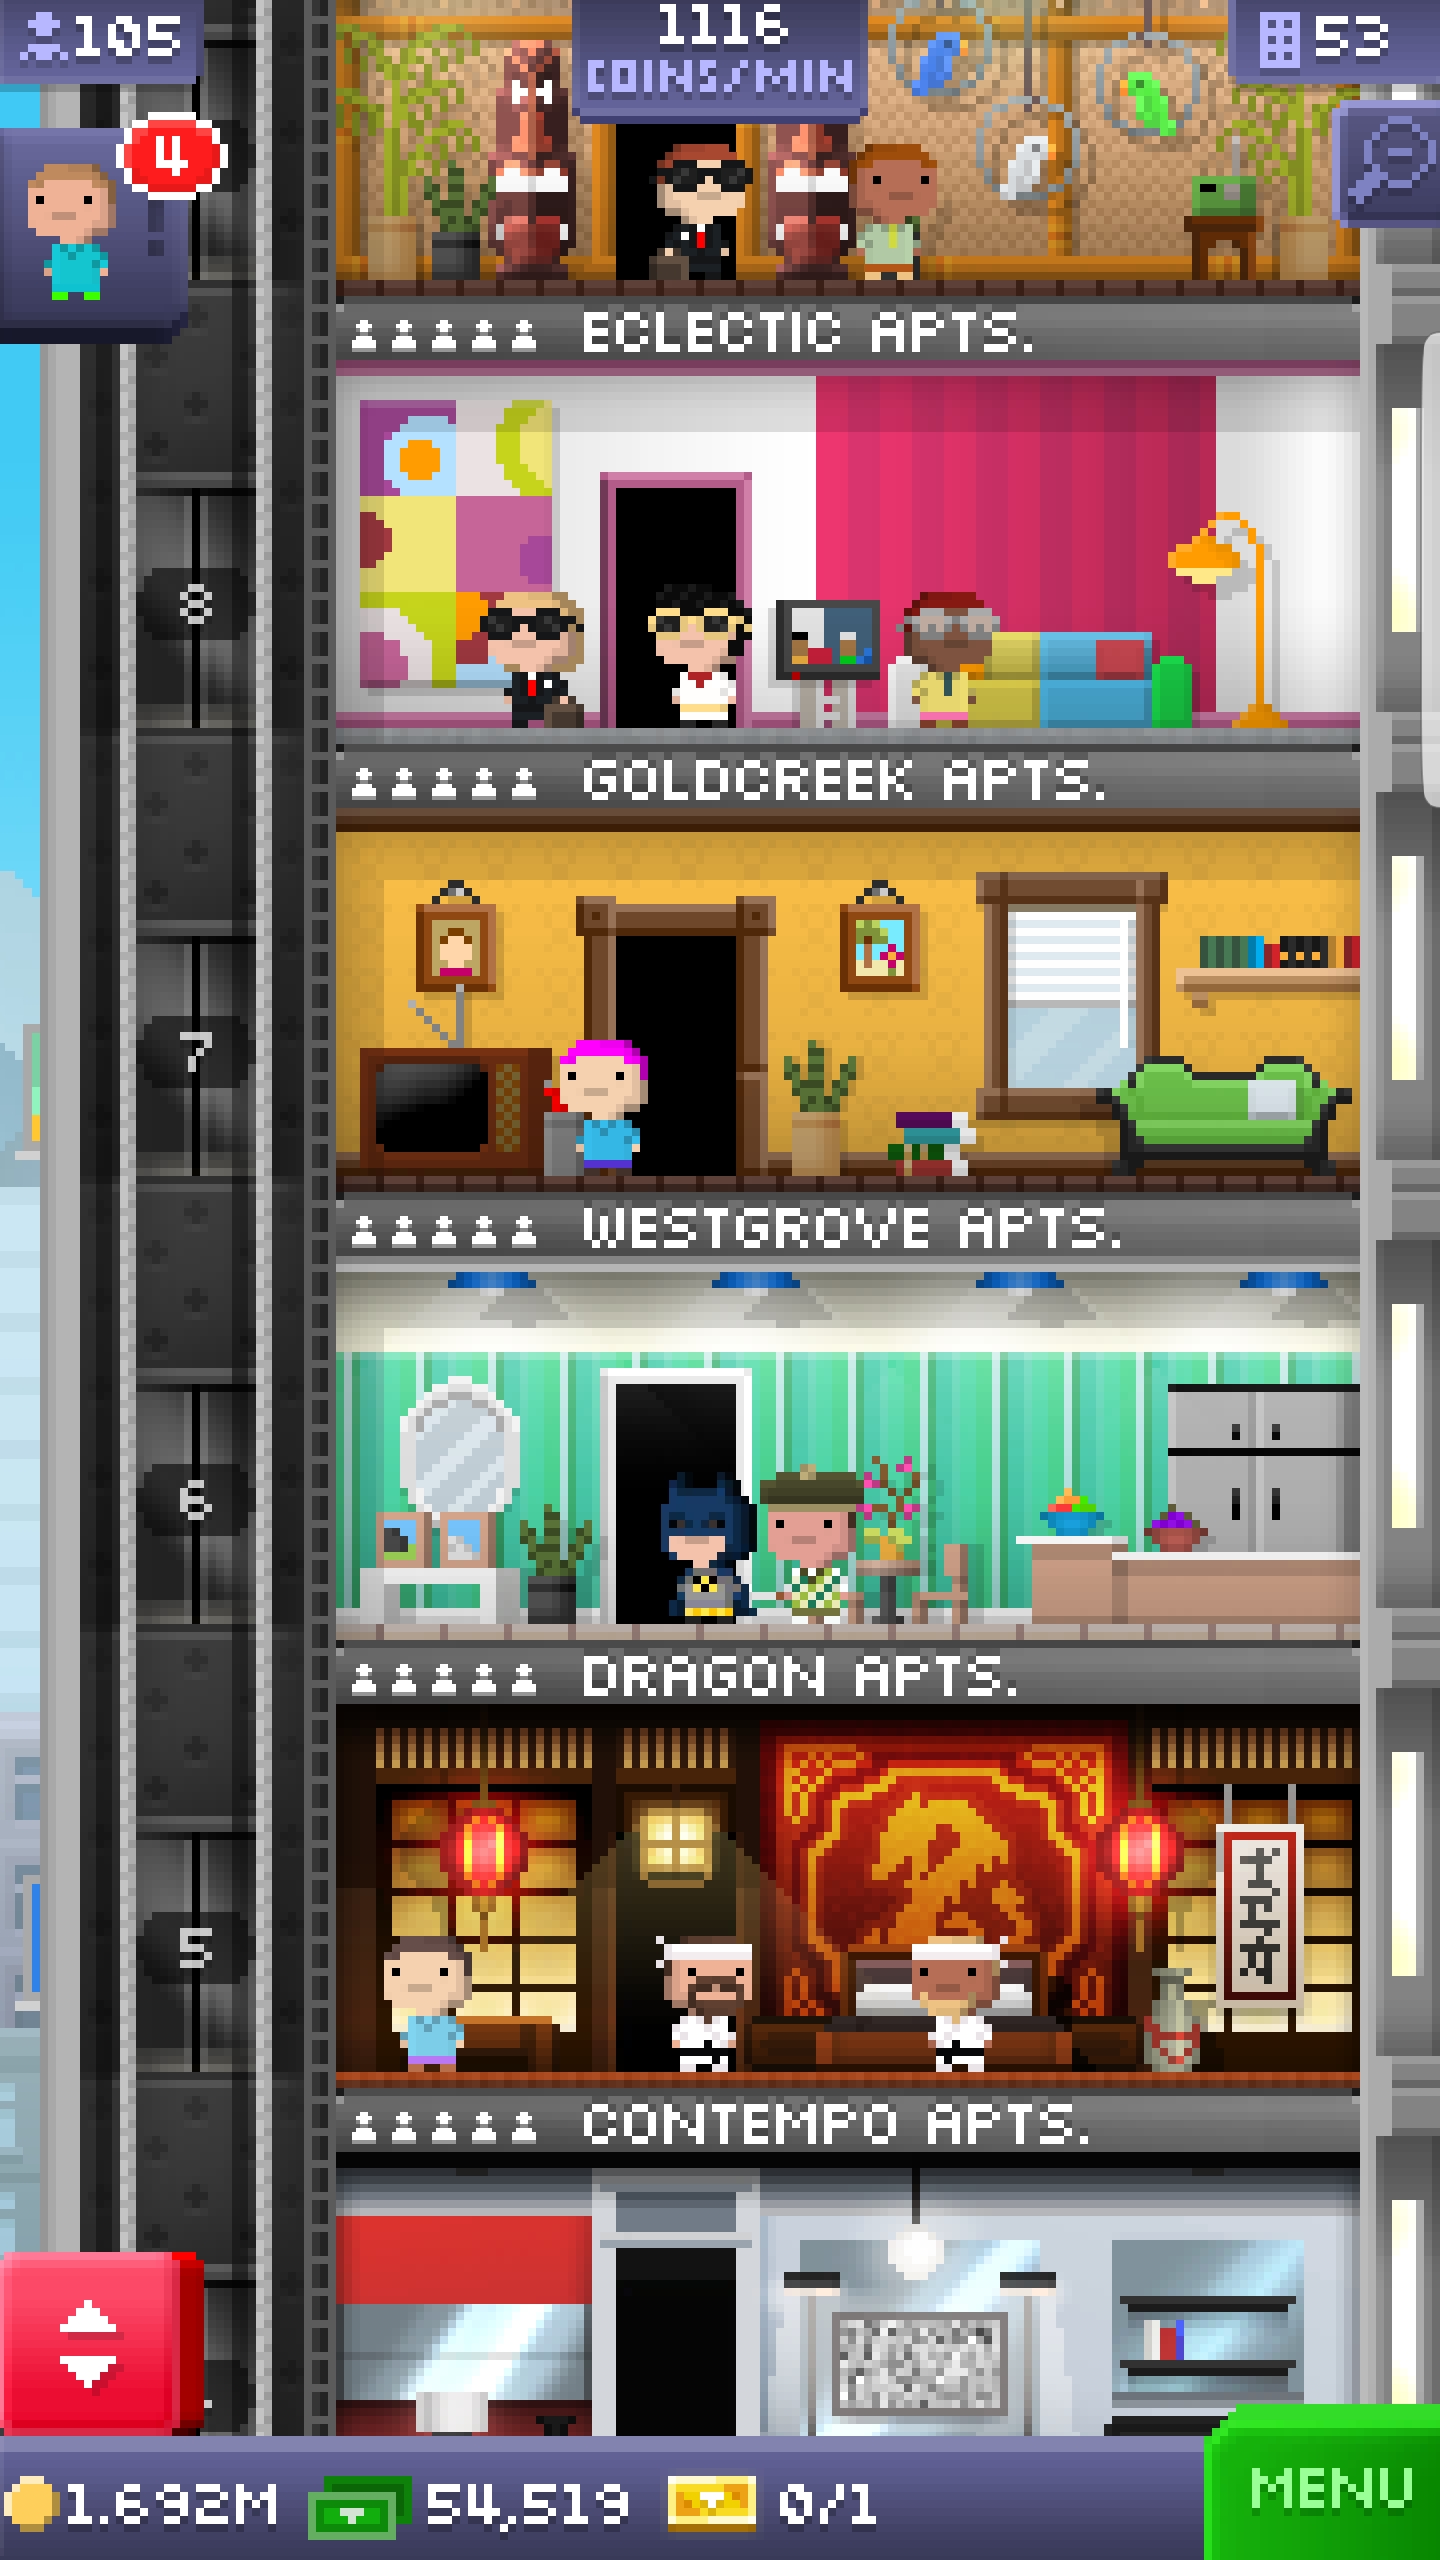 105
1116
COINS/MIN
53
4
ECLECTIC APTS.
8
GOLDCREEK APTS.
7
WESTGROVE APTS.
6
DRAGON APTS.
5
CONTEMPO APTS.
1.692M
54,519
0/1
MENU